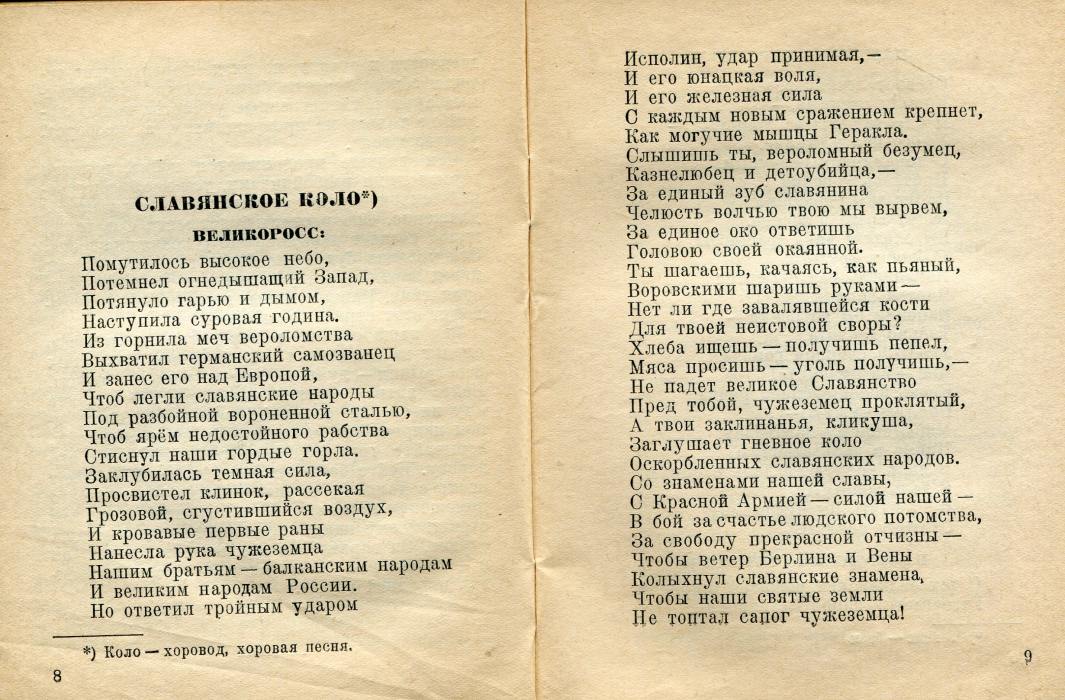 СЛАВЯНСКОЕ КОЛО*)
ВЕЛИКОРОСС:
Помутилось высокое небо,
Потемнел огнедышащий Запад,
Потянуло гарью и дымом,
Наступила суровая година.
Из горнила меч вероломства
Выхватил германский самозванец
И занес его над Европой,
Чтоб легли славянские народы
Под разбойной вороненной сталью,
Чтоб ярём недостойного рабства
Стиснул наши гордые горла.
Заклубилась темная сила,
Просвистел клинок, рассекая
Грозовой, сгустившийся воздух,
И кровавые первые раны
Нанесла рука чужеземца
Нашим братьям — балканским народам
И великим народам России.
Но ответил тройным ударом
*) Коло — хоровод, хоровая песня.
8
Исполин, удар принимая,—
И его юнацкая воля,
И его железная сила
С каждым новым сражением крепнет,
Как могучие мышцы Геракла.
Слышишь ты, вероломный безумец,
Казнелюбец и детоубийца,—
За единый зуб славянина
Челюсть волчью твою мы вырвем,
За единое око ответишь
Головою своей окаянной.
Ты шагаешь, качаясь, как пьяный,
Воровскими шаришь руками —
Нет ли где завалявшейся кости
Для твоей неистовой своры?
Хлеба ищешь — получишь пепел,
Мяса просишь — уголь получишь,—
Не падет великое Славянство
Пред тобой, чужеземец проклятый,
А твои заклинанья, кликуша,
Заглушает гневное коло
Оскорбленных славянских народов.
Со знаменами нашей славы,
С Красной Армией — силой нашей —
В бой за счастье людского потомства,
За свободу прекрасной отчизны —
Чтобы ветер Берлина и Вены
Колыхнул славянские знамена,
Чтобы наши святые земли
Не топтал сапог чужеземца!
9